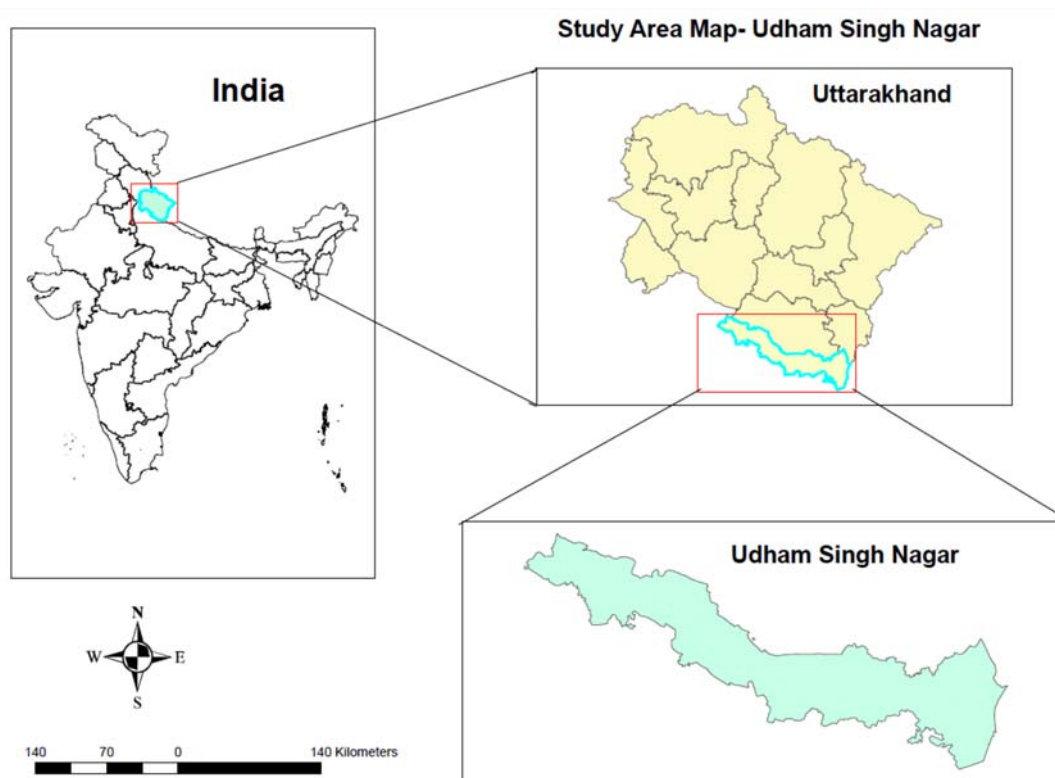 Study Area Map- Udham Singh Nagar
India
Uttarakhand
Udham Singh Nagar
N
W E
S
140 70 0 140 Kilometers